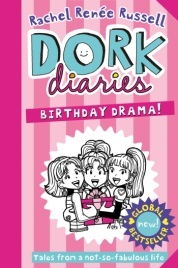 Rachel Renée Russell
DORK
diaries
BIRTHDAY DRAMA!
GLOBAL
new!
BESTSELLER
Tales from a not-so-fabulous life